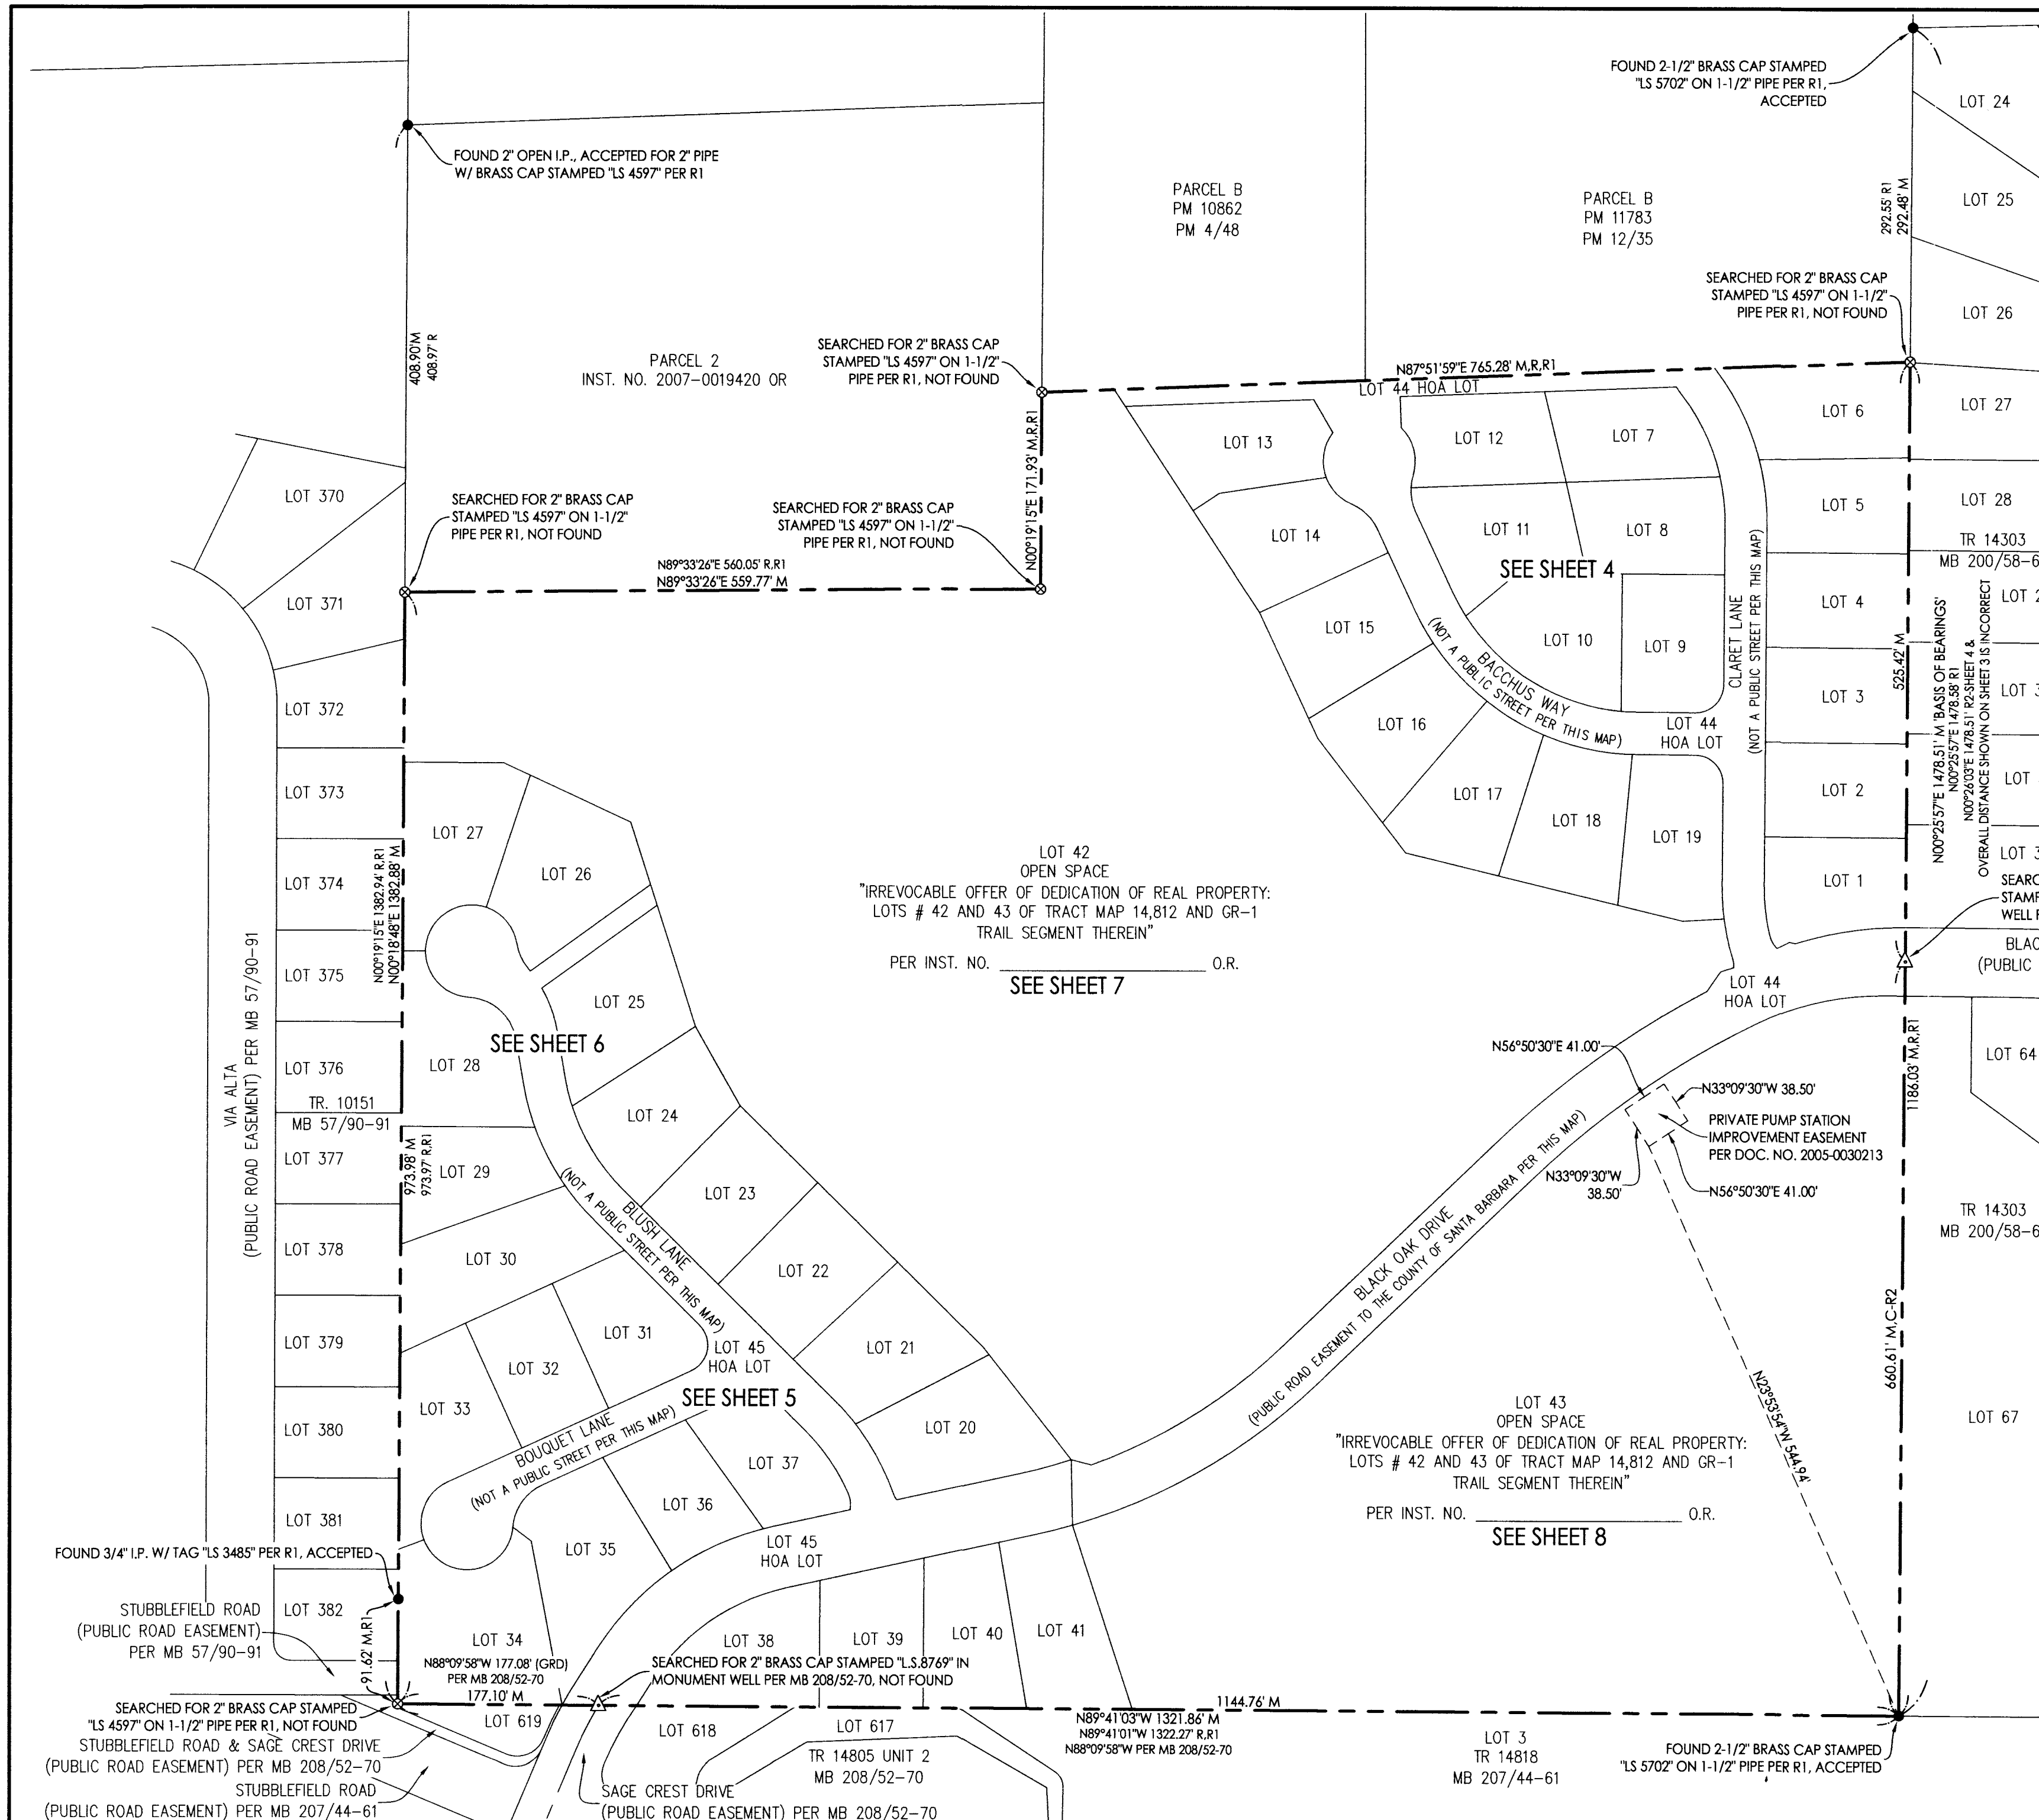 FOUND 2-1/2" BRASS CAP STAMPED
"LS 5702" ON 1-1/2" PIPE PER R1,
ACCEPTED
LOT 24
FOUND 2" OPEN I.P., ACCEPTED FOR 2" PIPE
W/ BRASS CAP STAMPED "LS 4597" PER R1
PARCEL B
PM 10862
PM 4/48
PARCEL B
PM 11783
PM 12/35
LOT 25
292.55' R1
292.48' M
SEARCHED FOR 2" BRASS CAP
STAMPED "LS 4597" ON 1-1/2"
PIPE PER R1, NOT FOUND
LOT 26
408.90'M
408.97' R
PARCEL 2
INST. NO. 2007-0019420 OR
SEARCHED FOR 2" BRASS CAP
STAMPED "LS 4597" ON 1-1/2"
PIPE PER R1, NOT FOUND
N87°51'59"E 765.28' M,R,R1
LOT 44 HOA LOT
LOT 6
LOT 27
LOT 13
LOT 12
LOT 7
N00°19'15"E 171.93' M,R,R1
LOT 370
SEARCHED FOR 2" BRASS CAP
STAMPED "LS 4597" ON 1-1/2"
PIPE PER R1, NOT FOUND
SEARCHED FOR 2" BRASS CAP
STAMPED "LS 4597" ON 1-1/2"
PIPE PER R1, NOT FOUND
LOT 14
LOT 11
LOT 8
LOT 5
LOT 28
TR 14303
MB 200/58-6
SEE SHEET 4
N89°33'26"E 560.05' R,R1
N89°33'26"E 559.77' M
LOT 371
LOT 15
LOT 10
LOT 9
LOT 4
LOT 2
CLARET LANE
(NOT A PUBLIC STREET PER THIS MAP)
BACCHUS WAY
(NOT A PUBLIC STREET PER THIS MAP)
525.42' M
N00°25'57"E 1478.51' M 'BASIS OF BEARINGS'
N00°25'57"E 1478.58' R1
N00°26'03"E 1478.51' R2-SHEET 4 &
OVERALL DISTANCE SHOWN ON SHEET 3 IS INCORRECT
LOT 372
LOT 16
LOT 44
HOA LOT
LOT 3
LOT 3
LOT 373
LOT 17
LOT 18
LOT 19
LOT 2
LOT
LOT 27
LOT 26
LOT 374
N00°19'15"E 1382.94' R,R1
N00°18'48"E 1382.88' M
LOT 42
OPEN SPACE
"IRREVOCABLE OFFER OF DEDICATION OF REAL PROPERTY:
LOTS # 42 AND 43 OF TRACT MAP 14,812 AND GR-1
TRAIL SEGMENT THEREIN"
PER INST. NO. O.R.
SEE SHEET 7
LOT 1
LOT 3
SEARC
STAMP
WELL
BLAC
(PUBLIC
LOT 375
LOT 25
LOT 44
HOA LOT
VIA ALTA
(PUBLIC ROAD EASEMENT) PER MB 57/90-91
SEE SHEET 6
LOT 376
TR. 10151
MB 57/90-91
LOT 28
LOT 24
N56°50'30"E 41.00'
N33°09'30"W 38.50'
PRIVATE PUMP STATION
IMPROVEMENT EASEMENT
PER DOC. NO. 2005-0030213
N33°09'30"W
38.50'
N56°50'30"E 41.00'
1186.03' M,R,R1
LOT 64
LOT 377
973.98' M
973.97' R,R1
LOT 29
LOT 23
BLUSH LANE
(NOT A PUBLIC STREET PER THIS MAP)
TR 14303
MB 200/58-6
LOT 378
LOT 30
LOT 22
BLACK OAK DRIVE
(PUBLIC ROAD EASEMENT TO THE COUNTY OF SANTA BARBARA PER THIS MAP)
LOT 379
LOT 31
LOT 32
LOT 45
HOA LOT
LOT 21
660.61' M,C-R2
SEE SHEET 5
N23°53'54"W 544.94'
LOT 380
LOT 33
BOUQUET LANE
(NOT A PUBLIC STREET PER THIS MAP)
LOT 20
LOT 43
OPEN SPACE
"IRREVOCABLE OFFER OF DEDICATION OF REAL PROPERTY:
LOTS # 42 AND 43 OF TRACT MAP 14,812 AND GR-1
TRAIL SEGMENT THEREIN"
PER INST. NO. O.R.
SEE SHEET 8
LOT 67
LOT 37
LOT 36
LOT 381
LOT 35
LOT 45
HOA LOT
FOUND 3/4" I.P. W/ TAG "LS 3485" PER R1, ACCEPTED
STUBBLEFIELD ROAD
(PUBLIC ROAD EASEMENT)
PER MB 57/90-91
LOT 382
91.62' M,R1
LOT 34
N88°09'58"W 177.08' (GRD)
PER MB 208/52-70
177.10' M
LOT 38
LOT 39
LOT 40
LOT 41
SEARCHED FOR 2" BRASS CAP STAMPED "L.S.8769" IN
MONUMENT WELL PER MB 208/52-70, NOT FOUND
SEARCHED FOR 2" BRASS CAP STAMPED
"LS 4597" ON 1-1/2" PIPE PER R1, NOT FOUND
STUBBLEFIELD ROAD & SAGE CREST DRIVE
(PUBLIC ROAD EASEMENT) PER MB 208/52-70
STUBBLEFIELD ROAD
(PUBLIC ROAD EASEMENT) PER MB 207/44-61
LOT 619
LOT 618
LOT 617
TR 14805 UNIT 2
MB 208/52-70
SAGE CREST DRIVE
(PUBLIC ROAD EASEMENT) PER MB 208/52-70
1144.76' M
N89°41'03"W 1321.86' M
N89°41'01"W 1322.27' R,R1
N88°09'58"W PER MB 208/52-70
LOT 3
TR 14818
MB 207/44-61
FOUND 2-1/2" BRASS CAP STAMPED
"LS 5702" ON 1-1/2" PIPE PER R1, ACCEPTED